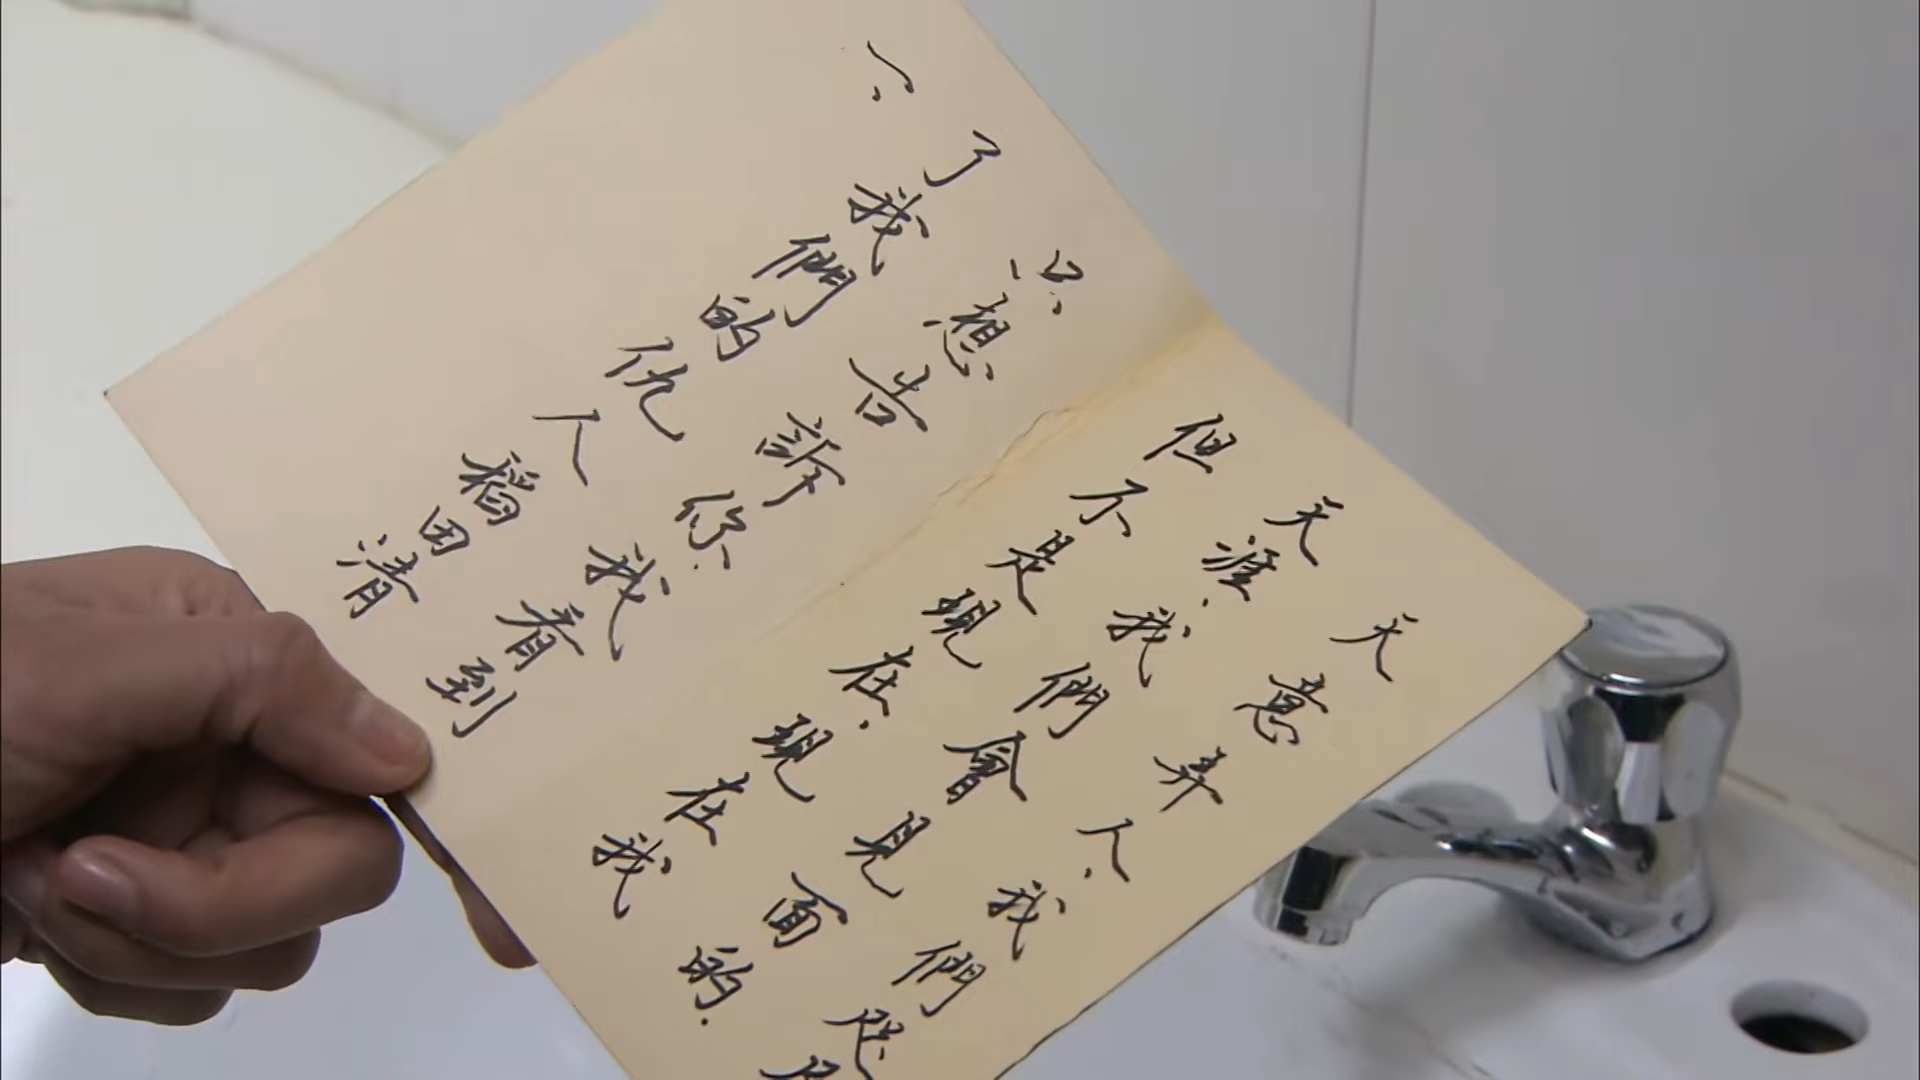 天意弄人、我們咫
天涯、我們會見面的.
但不是現在、現在我
只想告訴你、我看到
了我們的仇人
稻田清